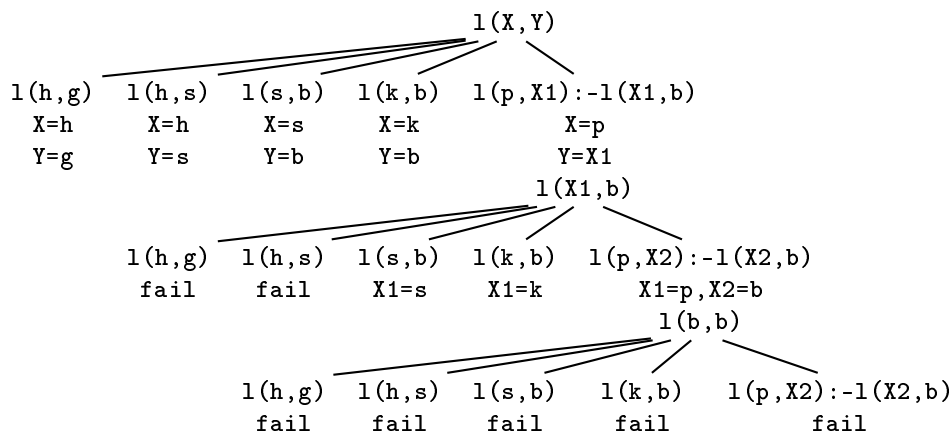 l(X,Y)
l(h,g) l(h,s) l(s,b) l(k,b) l(p,X1):-l(X1,b)
X=h X=h X=s X=k X=p
Y=g Y=s Y=b Y=b Y=X1
l(X1,b)
l(h,g) l(h,s) l(s,b) l(k,b) l(p,X2):-l(X2,b)
fail fail X1=s X1=k X1=p,X2=b
l(b,b)
l(h,g) l(h,s) l(s,b) l(k,b) l(p,X2):-l(X2,b)
fail fail fail fail fail